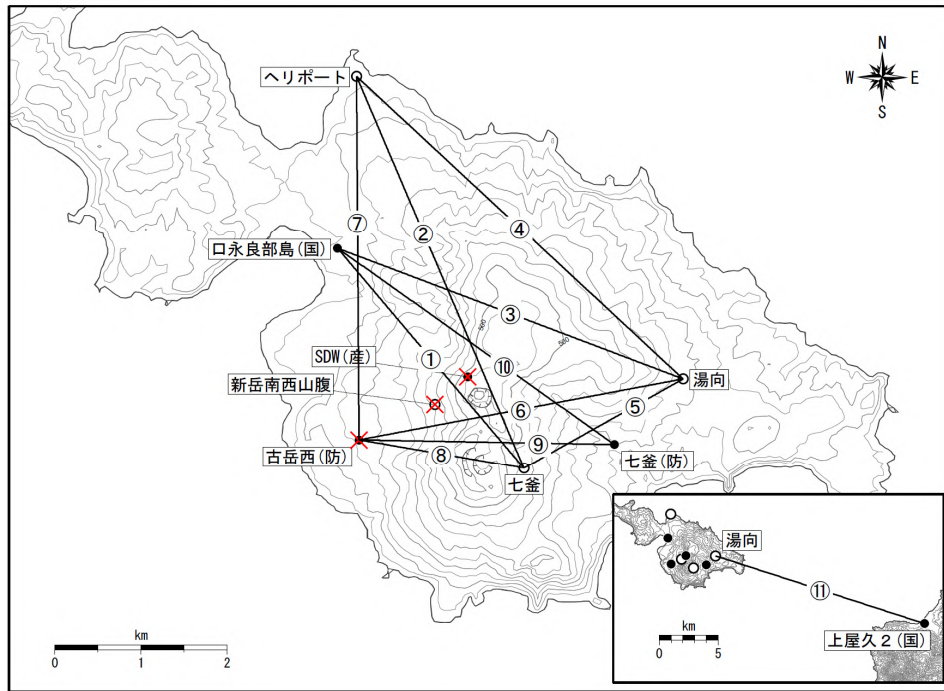 N
W E
S
ヘリポート
⑦
②
④
口永良部島(国)
③
500
500
SDW(産)
①
⑩
新岳南西山腹
湯向
⑥
⑤
古岳西(防)
⑧
⑨
七釜(防)
七釜
湯向
⑪
上屋久2(国)
km
0 1 2
km
0 5